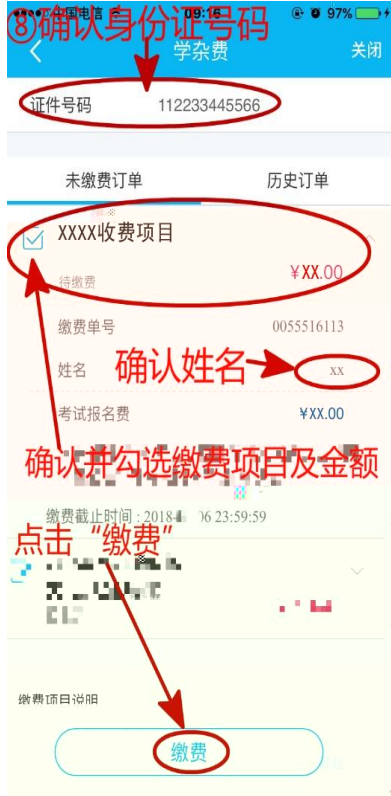 ⑧确认身份证号码
中国电信 09:16 97%
学杂费 关闭
证件号码 112233445566
未缴费订单 历史订单
XXXX收费项目
待缴费 ¥XX.00
缴费单号 0055516113
确认姓名
姓名 xx
考试报名费 ¥XX.00
确认并勾选缴费项目及金额
缴费截止时间 : 2018- 06 23:59:59
点击“缴费”
缴费项目说明
缴费